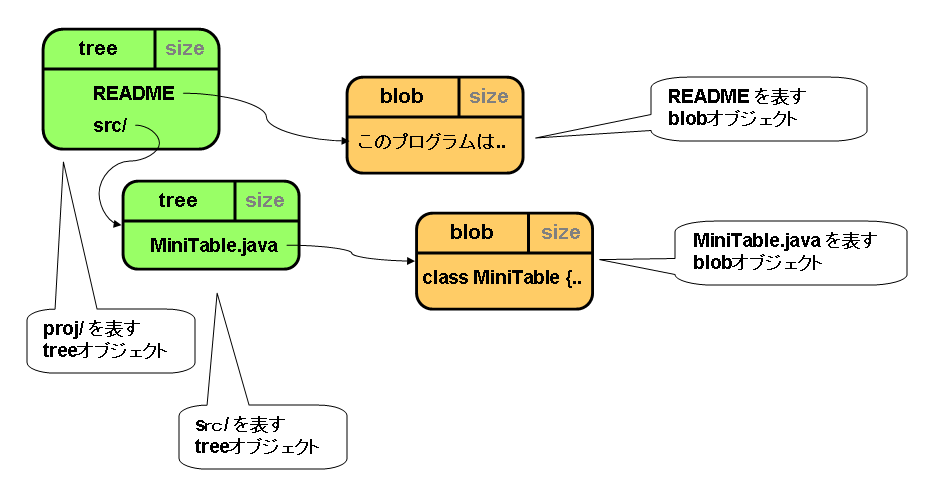 tree size
README
src/
blob size
このプログラムは..
README を表す
blobオブジェクト
tree size
MiniTable.java
blob size
class MiniTable {..
MiniTable.java を表す
blobオブジェクト
proj/ を表す
treeオブジェクト
src/ を表す
treeオブジェクト